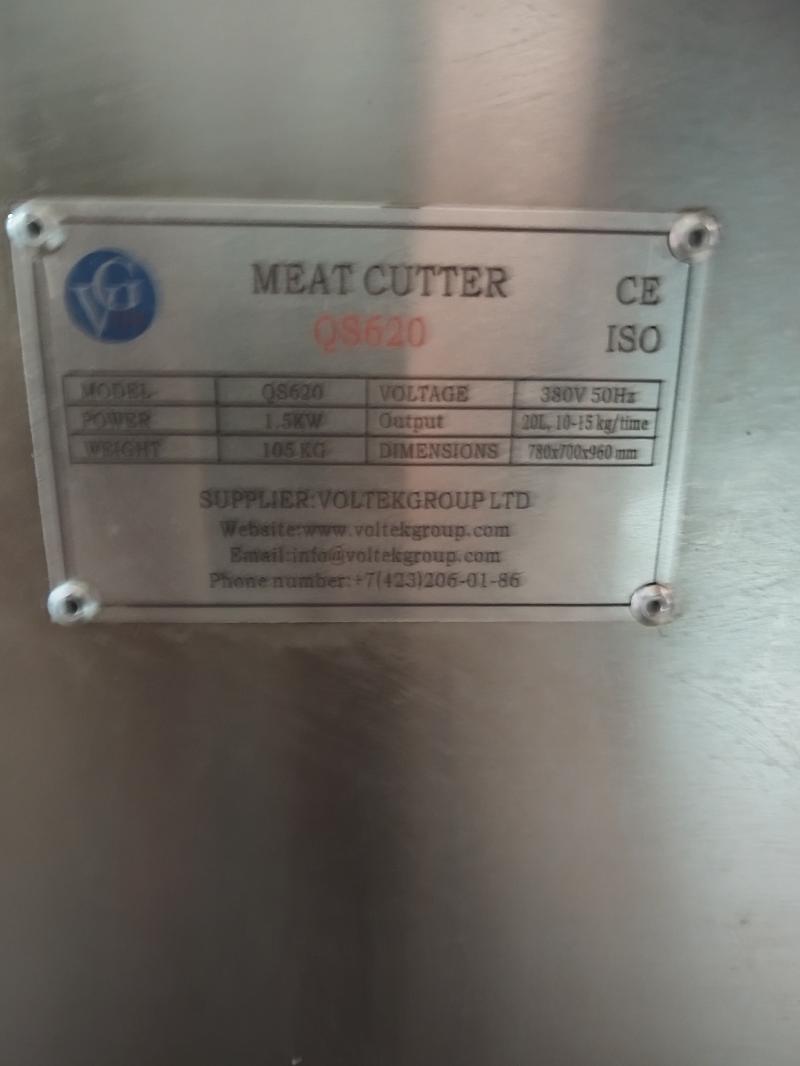 VG
MEAT CUTTER
CE
QS620
ISO
MODEL QS620 VOLTAGE 380V 50Hz
POWER 1.5KW Output 20L, 10-15 kg/time
WEIGHT 105 KG DIMENSIONS 780x700x960 mm
SUPPLIER:VOLTEKGROUP LTD
Website:www.voltekgroup.com
Email:info@voltekgroup.com
Phone number:+7(423)206-01-86